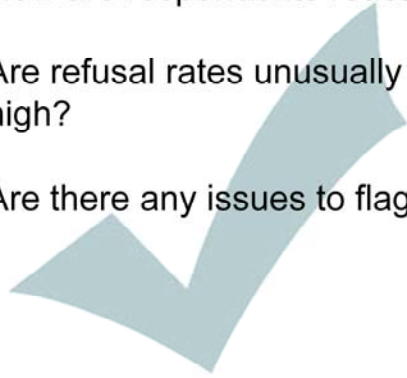 Are refusal rates unusually
high?
Are there any issues to flag